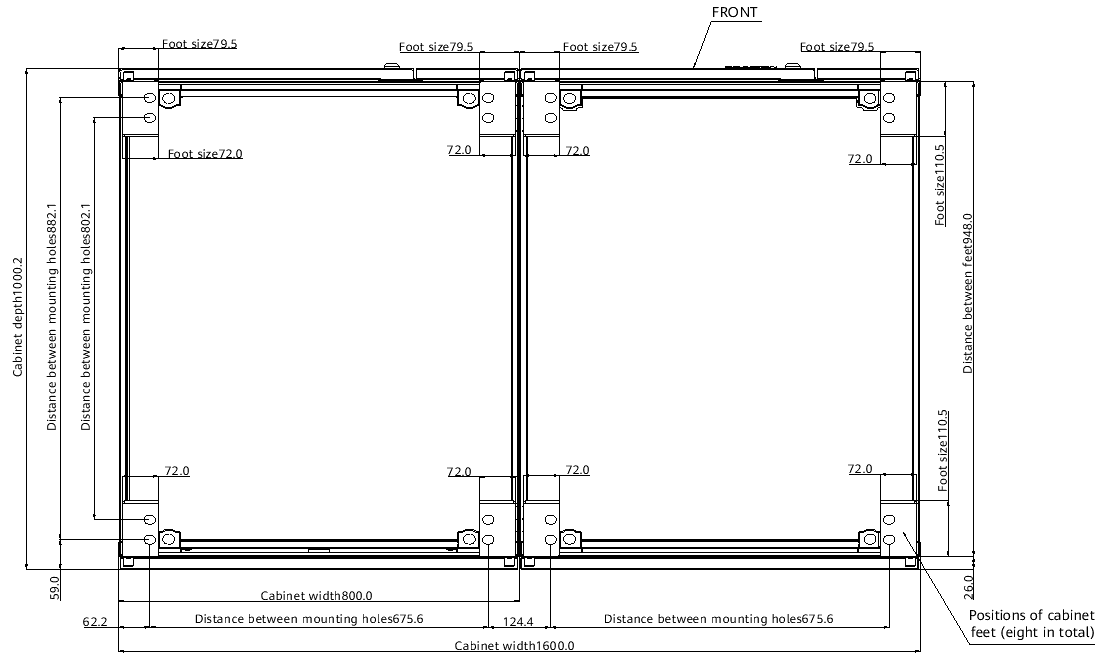 FRONT
Foot size79.5
Foot size79.5
Foot size79.5
Foot size79.5
Foot size72.0
72.0
72.0
72.0
Foot size110.5
Cabinet depth1000.2
Distance between mounting holes882.1
Distance between mounting holes802.1
Distance between feet948.0
Foot size110.5
72.0
72.0
72.0
72.0
59.0
26.0
Cabinet width800.0
62.2
Distance between mounting holes675.6
124.4
Distance between mounting holes675.6
Positions of cabinet
feet (eight in total)
Cabinet width1600.0